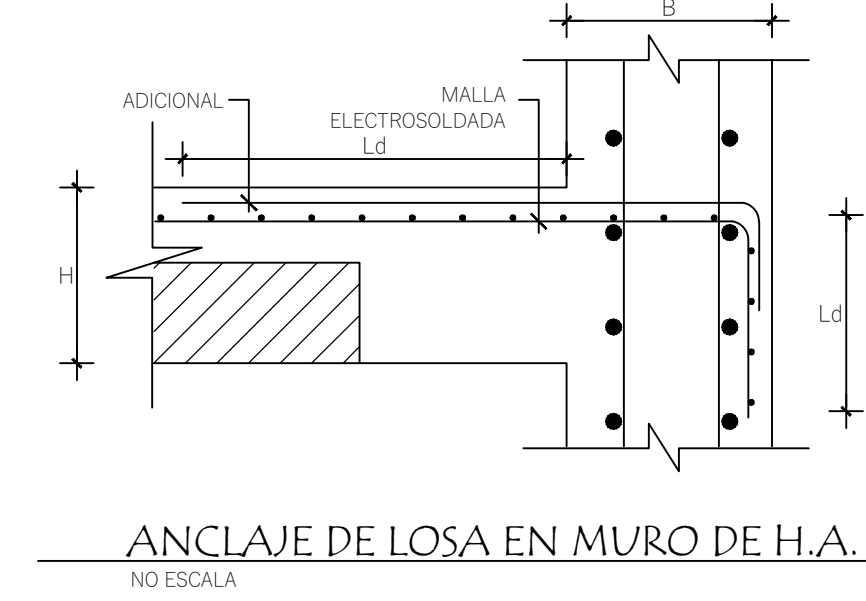 B
ADICIONAL
MALLA
ELECTROSOLDADA
Ld
H
Ld
ANCLAJE DE LOSA EN MURO DE H.A.
NO ESCALA